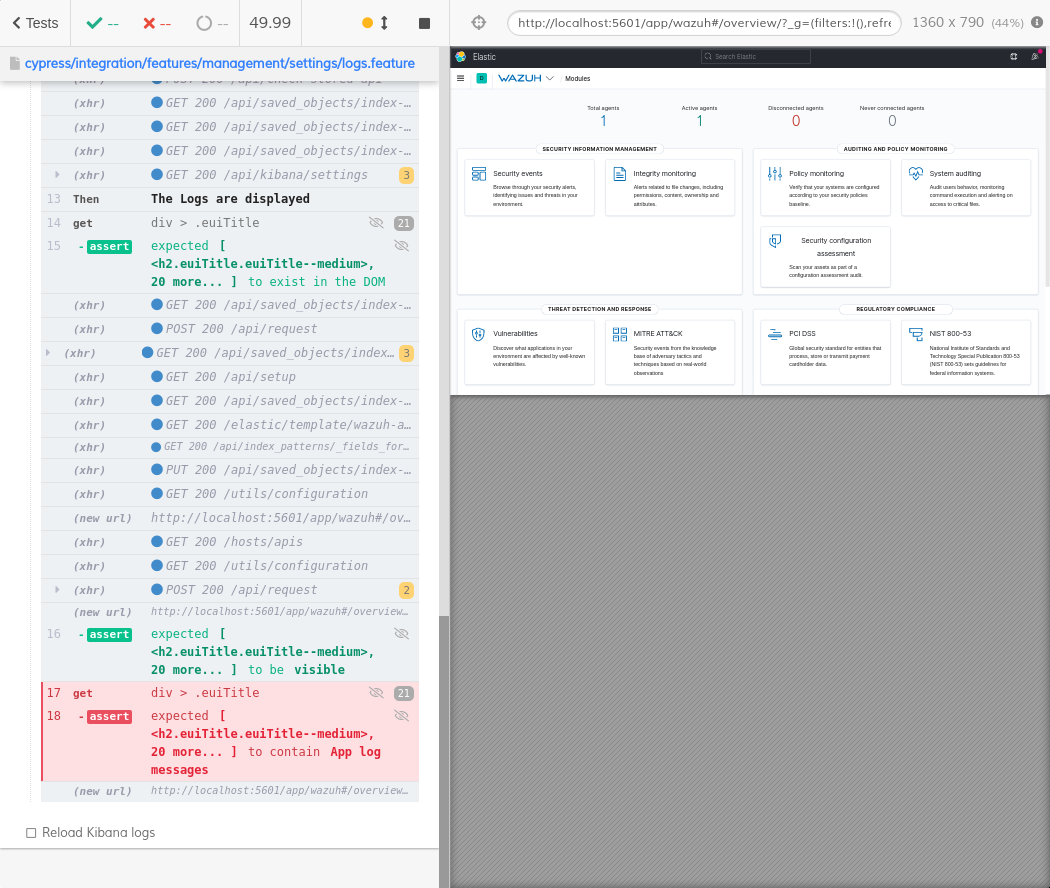 Tests
--
--
--
49.99
http://localhost:5601/app/wazuh#/overview/?_g=(filters:!(),refre
1360 x 790 (44%)
cypress/integration/features/management/settings/logs.feature
(xhr) POST 200 /api/check-stored-api
(xhr) GET 200 /api/saved_objects/index-…
(xhr) GET 200 /api/saved_objects/index-…
(xhr) GET 200 /api/saved_objects/index-…
(xhr) GET 200 /api/kibana/settings 3
13 Then The Logs are displayed
14 get div > .euiTitle 21
15 -assert expected [
<h2.euiTitle.euiTitle--medium>,
20 more... ] to exist in the DOM
(xhr) GET 200 /api/saved_objects/index-…
(xhr) POST 200 /api/request
(xhr) GET 200 /api/saved_objects/index… 3
(xhr) GET 200 /api/setup
(xhr) GET 200 /api/saved_objects/index-…
(xhr) GET 200 /elastic/template/wazuh-a…
(xhr) GET 200 /api/index_patterns/_fields_for…
(xhr) PUT 200 /api/saved_objects/index-…
(xhr) GET 200 /utils/configuration
(new url) http://localhost:5601/app/wazuh#/ov…
(xhr) GET 200 /hosts/apis
(xhr) GET 200 /utils/configuration
(xhr) POST 200 /api/request 2
(new url) http://localhost:5601/app/wazuh#/overview…
16 -assert expected [
<h2.euiTitle.euiTitle--medium>,
20 more... ] to be visible
17 get div > .euiTitle 21
18 -assert expected [
<h2.euiTitle.euiTitle--medium>,
20 more... ] to contain App log
messages
(new url) http://localhost:5601/app/wazuh#/overview…
Reload Kibana logs
Elastic
Search Elastic
D WAZUH Modules
Total agents
1
Active agents
1
Disconnected agents
0
Never connected agents
0
SECURITY INFORMATION MANAGEMENT
Security events
Browse through your security alerts,
identifying issues and threats in your
environment.
Integrity monitoring
Alerts related to file changes, including
permissions, content, ownership and
attributes.
AUDITING AND POLICY MONITORING
Policy monitoring
Verify that your systems are configured
according to your security policies
baseline.
System auditing
Audit users behavior, monitoring
command execution and alerting on
access to critical files.
Security configuration
assessment
Scan your assets as part of a
configuration assessment audit.
THREAT DETECTION AND RESPONSE
Vulnerabilities
Discover what applications in your
environment are affected by well-known
vulnerabilities.
MITRE ATT&CK
Security events from the knowledge
base of adversary tactics and
techniques based on real-world
observations
REGULATORY COMPLIANCE
PCI DSS
Global security standard for entities that
process, store or transmit payment
cardholder data.
NIST 800-53
National Institute of Standards and
Technology Special Publication 800-53
(NIST 800-53) sets guidelines for
federal information systems.